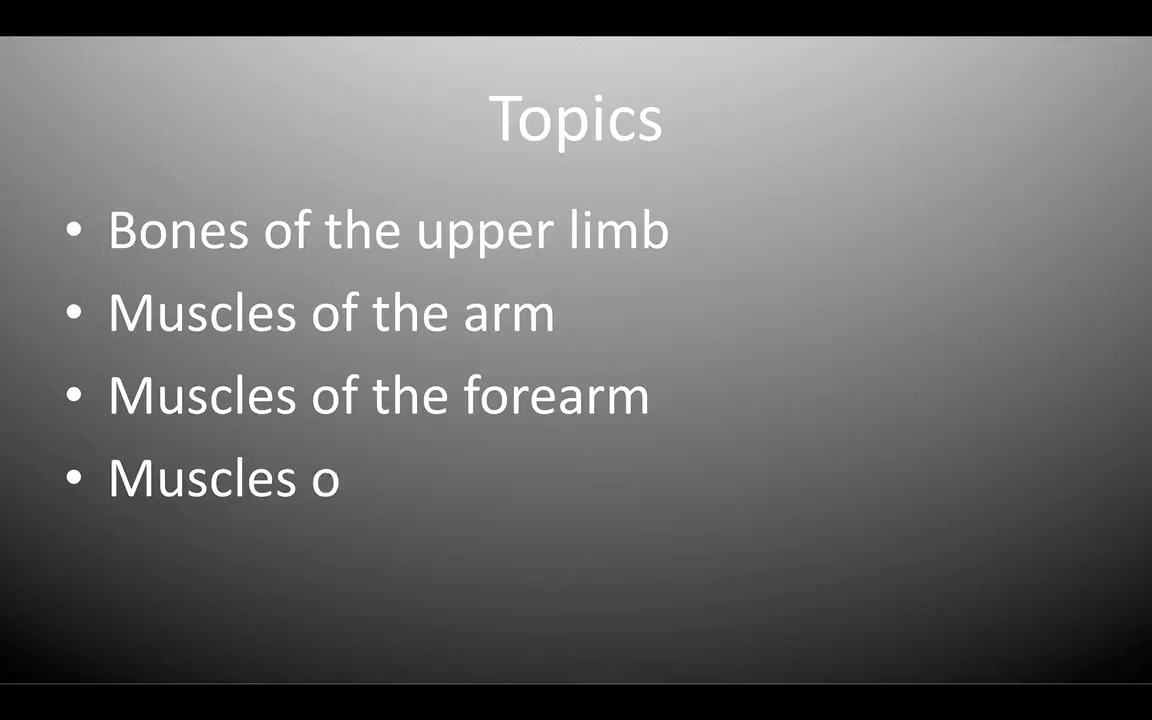 Topics
• Bones of the upper limb
• Muscles of the arm
• Muscles of the forearm
• Muscles o